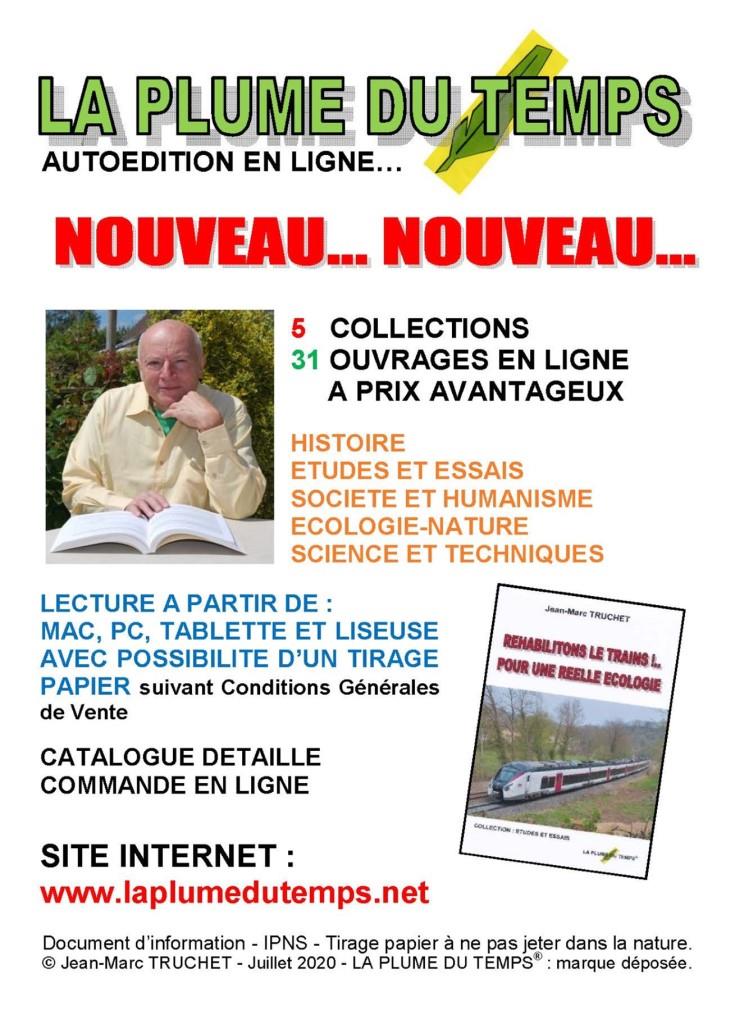 LA PLUME DU TEMPS
AUTOEDITION EN LIGNE…
NOUVEAU... NOUVEAU...
5 COLLECTIONS
31 OUVRAGES EN LIGNE
A PRIX AVANTAGEUX
HISTOIRE
ETUDES ET ESSAIS
SOCIETE ET HUMANISME
ECOLOGIE-NATURE
SCIENCE ET TECHNIQUES
LECTURE A PARTIR DE :
MAC, PC, TABLETTE ET LISEUSE
AVEC POSSIBILITE D’UN TIRAGE
PAPIER suivant Conditions Générales
de Vente
Jean-Marc TRUCHET
REHABILITONS LE TRAINS !..
POUR UNE REELLE ECOLOGIE
COLLECTION : ETUDES ET ESSAIS
LA PLUME DU TEMPS®
CATALOGUE DETAILLE
COMMANDE EN LIGNE
SITE INTERNET :
www.laplumedutemps.net
Document d’information - IPNS - Tirage papier à ne pas jeter dans la nature.
© Jean-Marc TRUCHET - Juillet 2020 - LA PLUME DU TEMPS® : marque déposée.